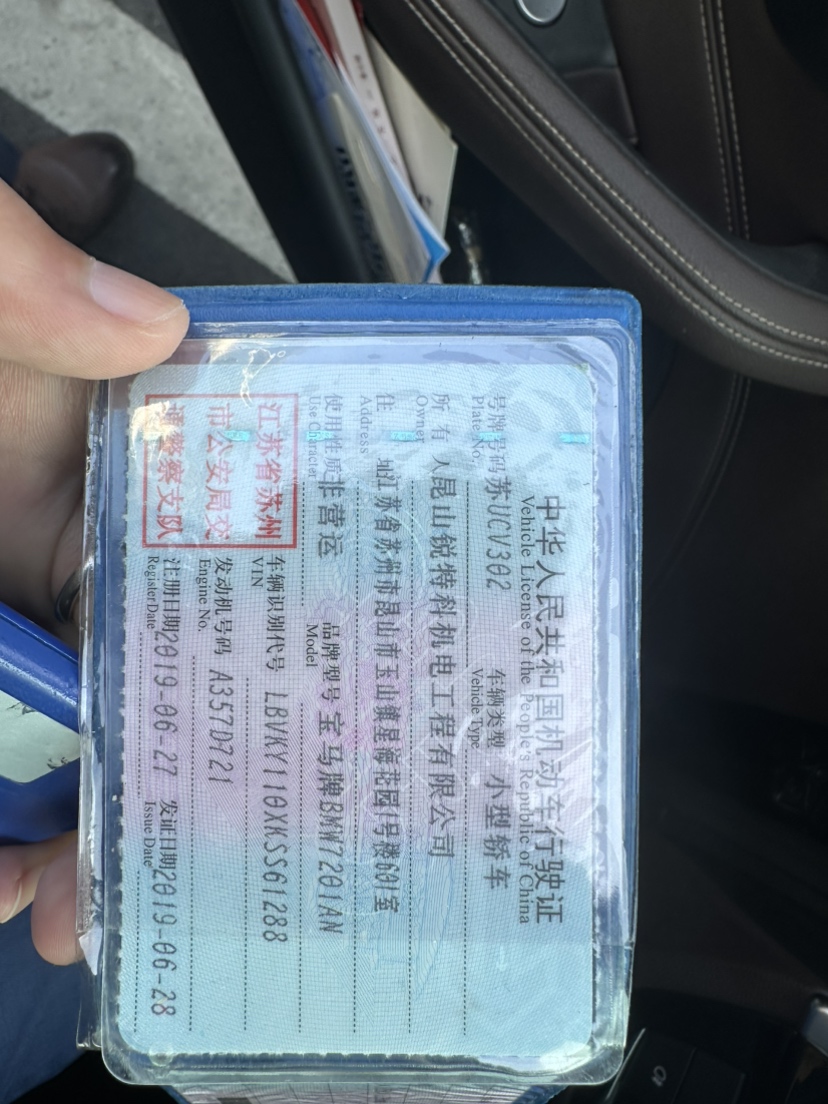 中华人民共和国机动车行驶证
Vehicle License of the People's Republic of China
号牌号码 苏UCV302 车辆类型 小型轿车
Plate No. Vehicle Type
所有人 昆山锐特科机电工程有限公司
Owner
住址 江苏省苏州市昆山市玉山镇星海花园1号楼601室
Address
使用性质 非营运 品牌型号 宝马牌BMW7201AN
Use Character Model
江苏省苏州
市公安局交
通警察支队
车辆识别代号 LBVKY110XKSS61288
VIN
发动机号码 A357D721
Engine No.
注册日期 2019-06-27 发证日期 2019-06-28
Register Date Issue Date